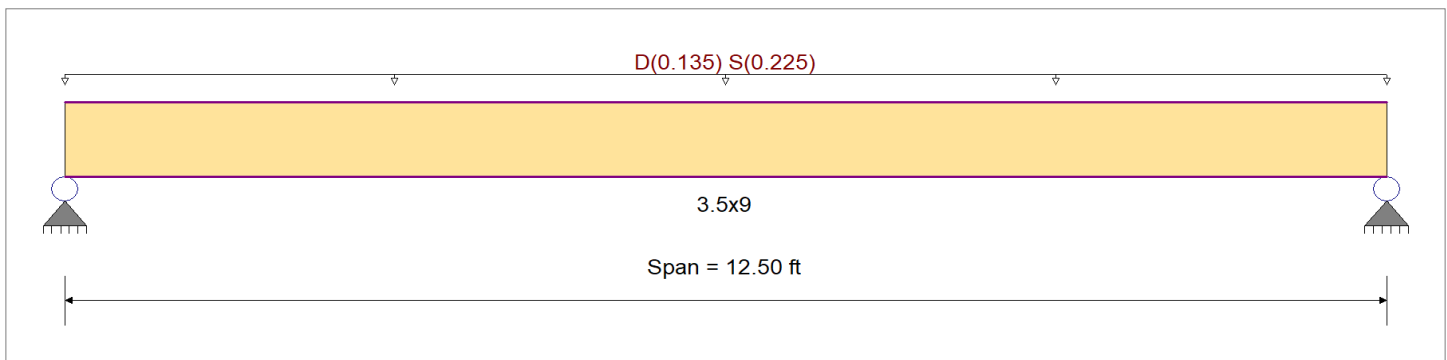 D(0.135) S(0.225)
3.5x9
Span = 12.50 ft